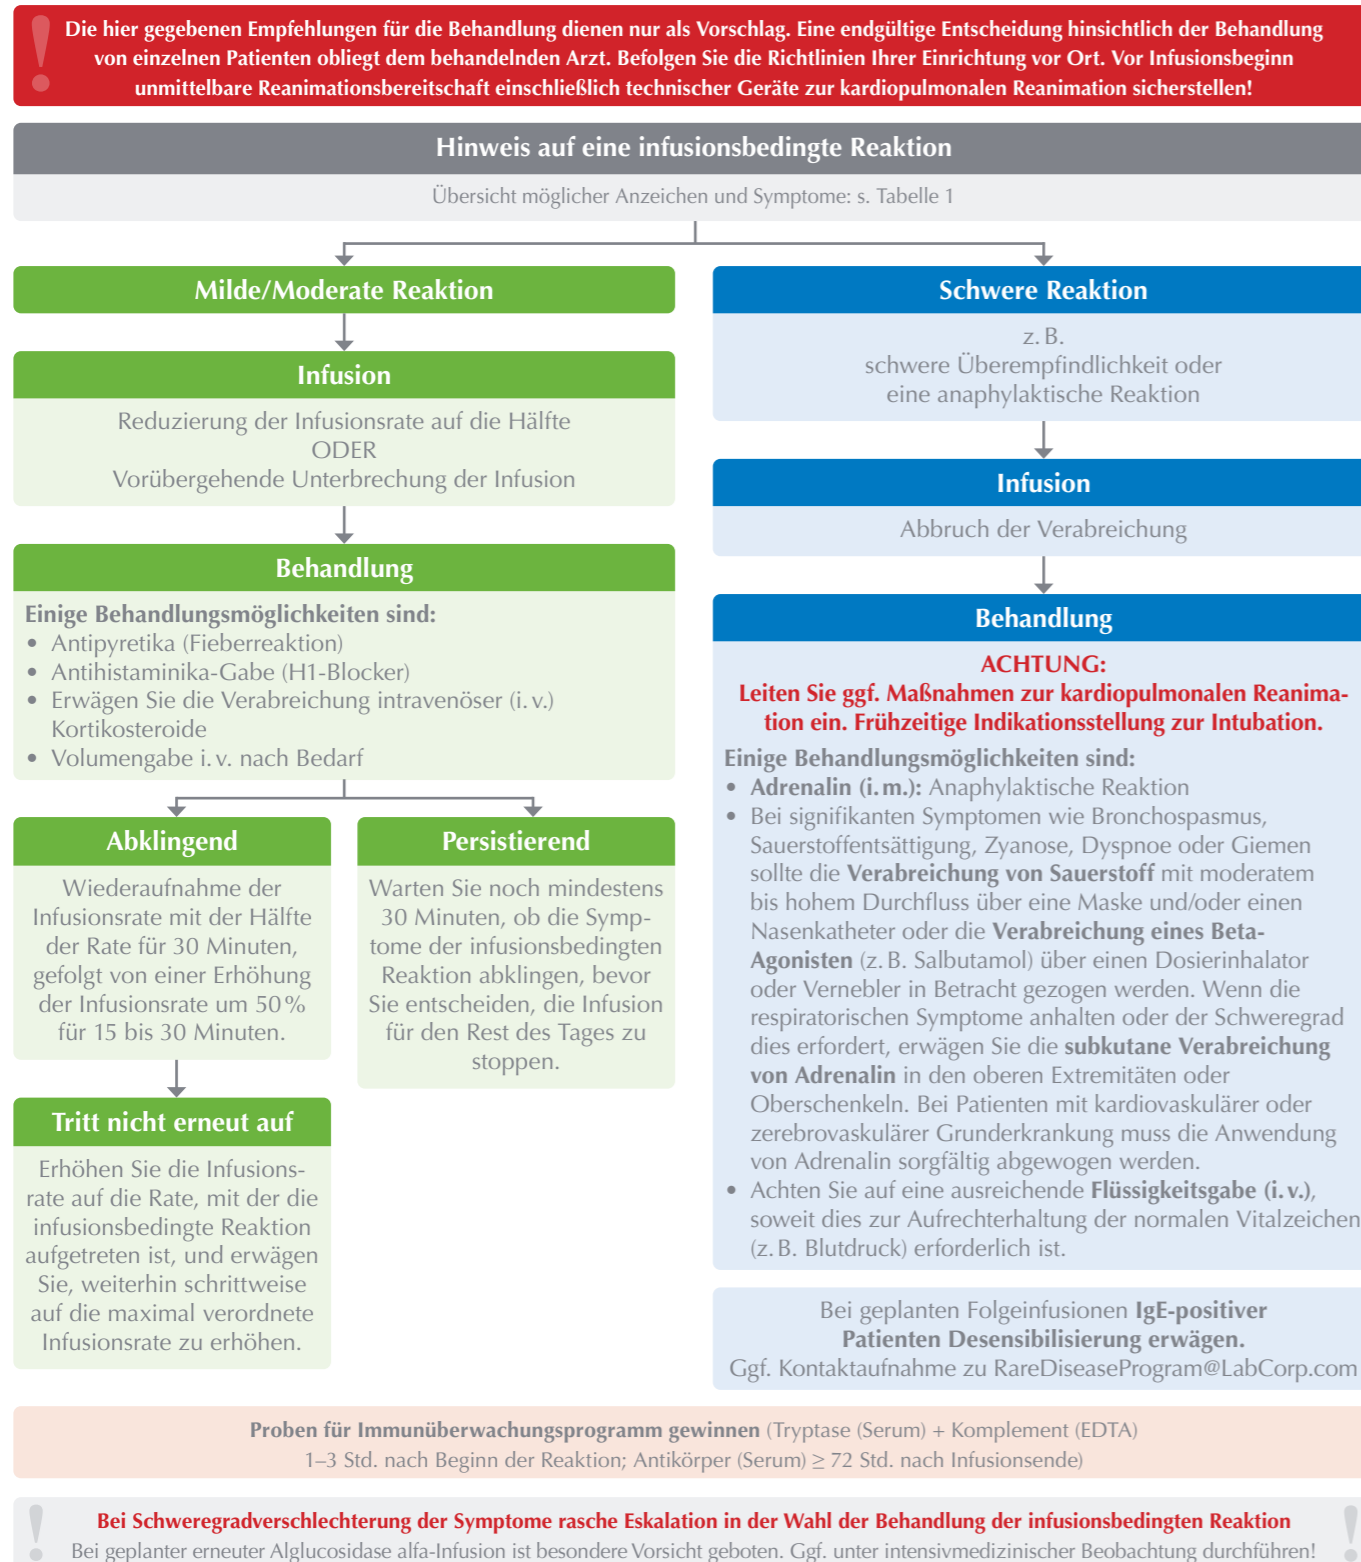 Die hier gegebenen Empfehlungen für die Behandlung dienen nur als Vorschlag. Eine endgültige Entscheidung hinsichtlich der Behandlung
von einzelnen Patienten obliegt dem behandelnden Arzt. Befolgen Sie die Richtlinien Ihrer Einrichtung vor Ort. Vor Infusionsbeginn
unmittelbare Reanimationsbereitschaft einschließlich technischer Geräte zur kardiopulmonalen Reanimation sicherstellen!
Hinweis auf eine infusionsbedingte Reaktion
Übersicht möglicher Anzeichen und Symptome: s. Tabelle 1
Milde/Moderate Reaktion
Infusion
Reduzierung der Infusionsrate auf die Hälfte
ODER
Vorübergehende Unterbrechung der Infusion
Behandlung
Einige Behandlungsmöglichkeiten sind:
• Antipyretika (Fieberreaktion)
• Antihistaminika-Gabe (H1-Blocker)
• Erwägen Sie die Verabreichung intravenöser (i. v.)
Kortikosteroide
• Volumengabe i. v. nach Bedarf
Abklingend
Wiederaufnahme der
Infusionsrate mit der Hälfte
der Rate für 30 Minuten,
gefolgt von einer Erhöhung
der Infusionsrate um 50 %
für 15 bis 30 Minuten.
Tritt nicht erneut auf
Erhöhen Sie die Infusions-
rate auf die Rate, mit der die
infusionsbedingte Reaktion
aufgetreten ist, und erwägen
Sie, weiterhin schrittweise
auf die maximal verordnete
Infusionsrate zu erhöhen.
Persistierend
Warten Sie noch mindestens
30 Minuten, ob die Symp-
tome der infusionsbedingten
Reaktion abklingen, bevor
Sie entscheiden, die Infusion
für den Rest des Tages zu
stoppen.
Schwere Reaktion
z. B.
schwere Überempfindlichkeit oder
eine anaphylaktische Reaktion
Infusion
Abbruch der Verabreichung
Behandlung
ACHTUNG:
Leiten Sie ggf. Maßnahmen zur kardiopulmonalen Reanima-
tion ein. Frühzeitige Indikationsstellung zur Intubation.
Einige Behandlungsmöglichkeiten sind:
• Adrenalin (i. m.): Anaphylaktische Reaktion
• Bei signifikanten Symptomen wie Bronchospasmus,
Sauerstoffentsättigung, Zyanose, Dyspnoe oder Giemen
sollte die Verabreichung von Sauerstoff mit moderatem
bis hohem Durchfluss über eine Maske und/oder einen
Nasenkatheter oder die Verabreichung eines Beta-
Agonisten (z. B. Salbutamol) über einen Dosierinhalator
oder Vernebler in Betracht gezogen werden. Wenn die
respiratorischen Symptome anhalten oder der Schweregrad
dies erfordert, erwägen Sie die subkutane Verabreichung
von Adrenalin in den oberen Extremitäten oder
Oberschenkeln. Bei Patienten mit kardiovaskulärer oder
zerebrovaskulärer Grunderkrankung muss die Anwendung
von Adrenalin sorgfältig abgewogen werden.
• Achten Sie auf eine ausreichende Flüssigkeitsgabe (i. v.),
soweit dies zur Aufrechterhaltung der normalen Vitalzeichen
(z. B. Blutdruck) erforderlich ist.
Bei geplanten Folgeinfusionen IgE-positiver
Patienten Desensibilisierung erwägen.
Ggf. Kontaktaufnahme zu RareDiseaseProgram@LabCorp.com
Proben für Immunüberwachungsprogramm gewinnen (Tryptase (Serum) + Komplement (EDTA)
1–3 Std. nach Beginn der Reaktion; Antikörper (Serum) ≥ 72 Std. nach Infusionsende)
Bei Schweregradverschlechterung der Symptome rasche Eskalation in der Wahl der Behandlung der infusionsbedingten Reaktion
Bei geplanter erneuter Alglucosidase alfa-Infusion ist besondere Vorsicht geboten. Ggf. unter intensivmedizinischer Beobachtung durchführen!